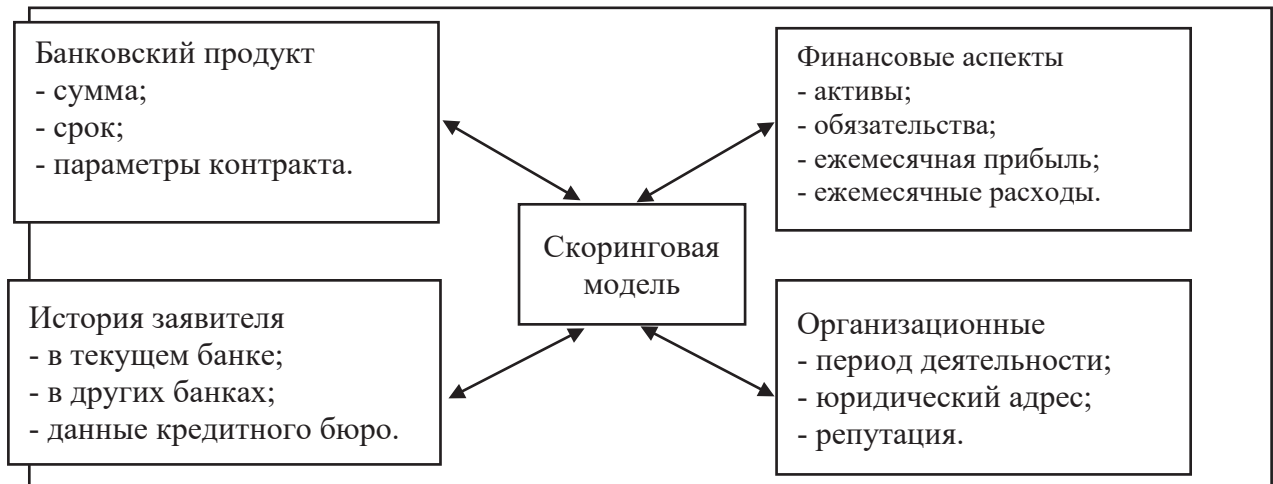 Банковский продукт
- сумма;
- срок;
- параметры контракта.
Финансовые аспекты
- активы;
- обязательства;
- ежемесячная прибыль;
- ежемесячные расходы.
Скоринговая
модель
История заявителя
- в текущем банке;
- в других банках;
- данные кредитного бюро.
Организационные
- период деятельности;
- юридический адрес;
- репутация.